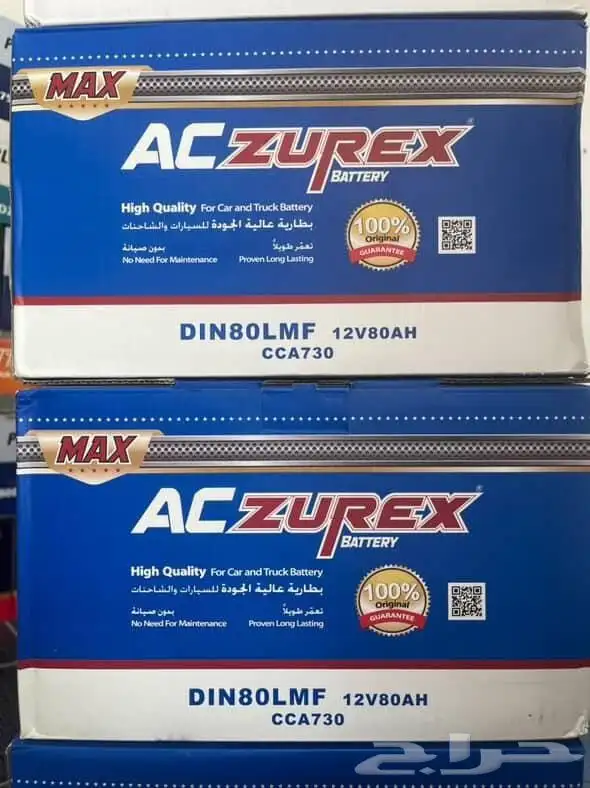 MAX
ACZUREX
BATTERY
High Quality For Car and Truck Battery
بطارية عالية الجودة للسيارات والشاحنات
بدون صيانة تعمّر طويلاً
No Need For Maintenance Proven Long Lasting
100%
Original
GUARANTEE
DIN80LMF 12V80AH
CCA730
MAX
ACZUREX
BATTERY
High Quality For Car and Truck Battery
بطارية عالية الجودة للسيارات والشاحنات
بدون صيانة تعمّر طويلاً
No Need For Maintenance Proven Long Lasting
100%
Original
GUARANTEE
DIN80LMF 12V80AH
CCA730
حراج